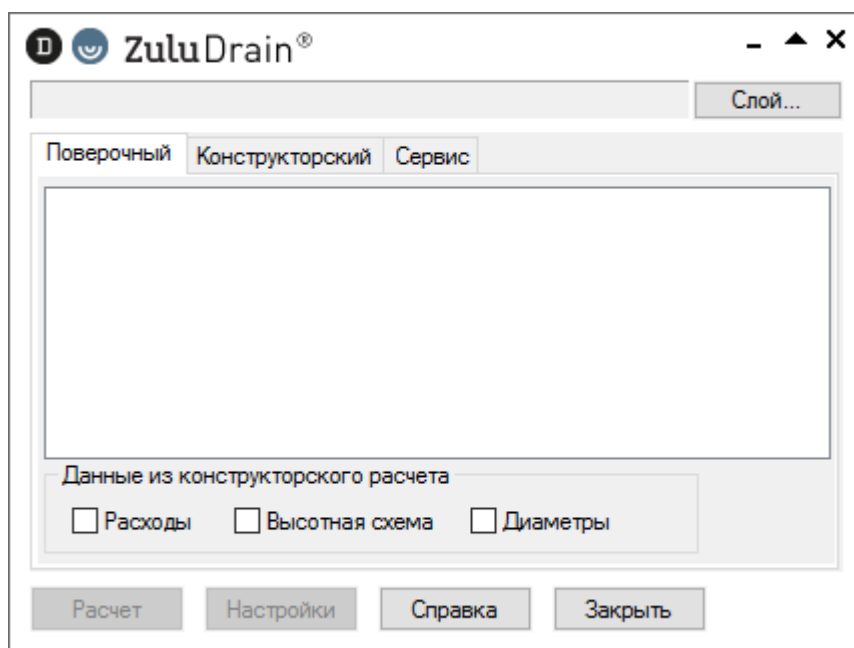 D ZuluDrain®
Слой...
Поверочный Конструкторский Сервис
Данные из конструкторского расчета
Расходы Высотная схема Диаметры
Расчет Настройки Справка Закрыть